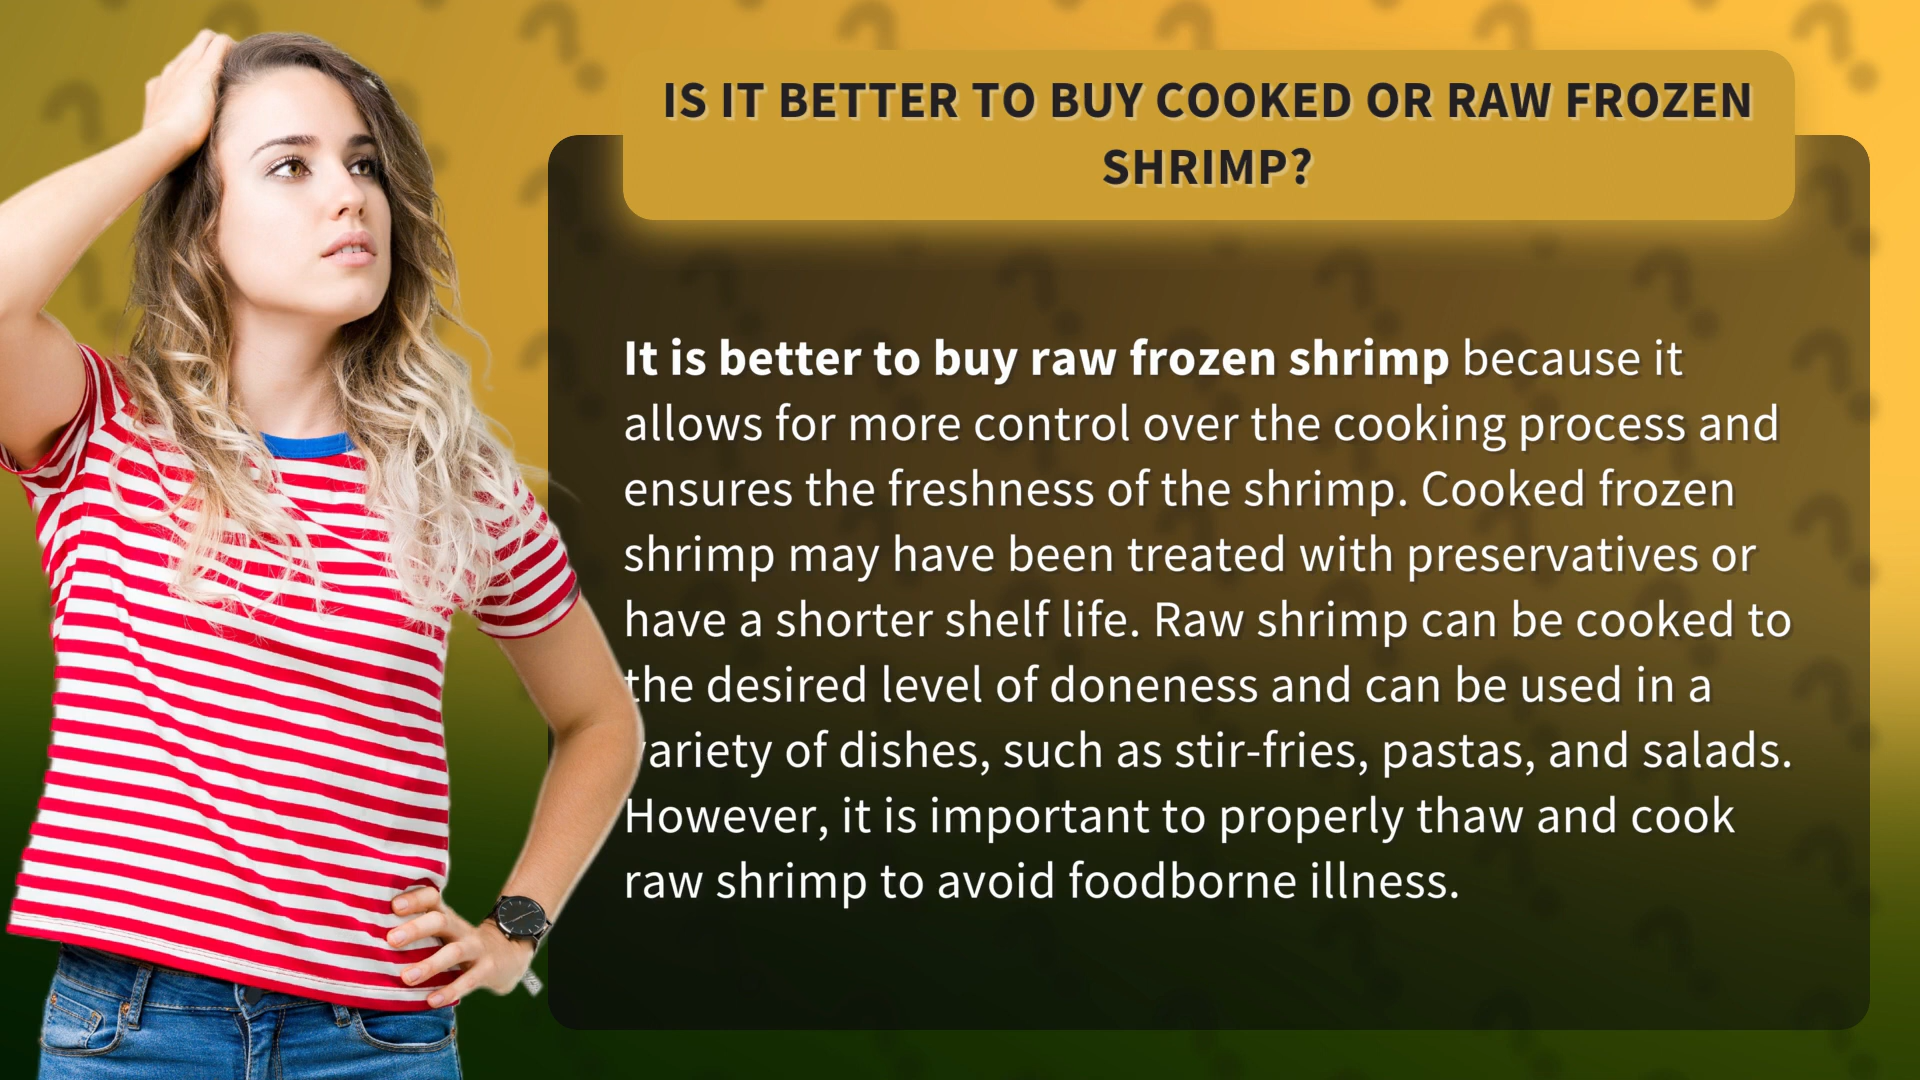 IS IT BETTER TO BUY COOKED OR RAW FROZEN
SHRIMP?
It is better to buy raw frozen shrimp because it
allows for more control over the cooking process and
ensures the freshness of the shrimp. Cooked frozen
shrimp may have been treated with preservatives or
have a shorter shelf life. Raw shrimp can be cooked to
the desired level of doneness and can be used in a
variety of dishes, such as stir-fries, pastas, and salads.
However, it is important to properly thaw and cook
raw shrimp to avoid foodborne illness.